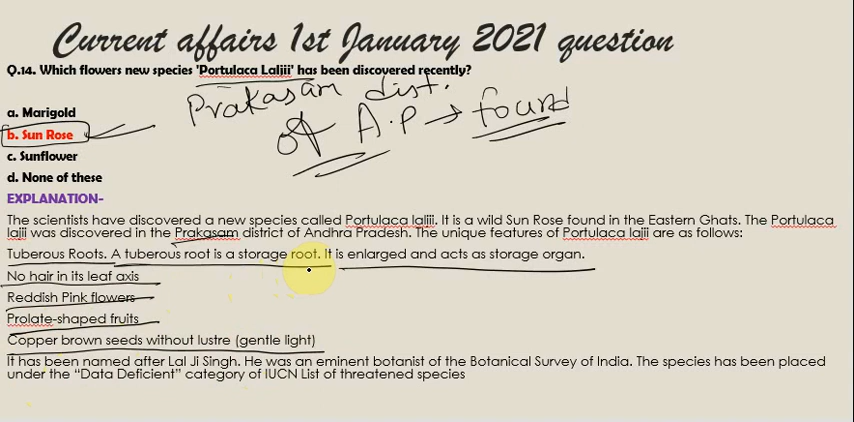 Current affairs 1st January 2021 question
Q.14. Which flowers new species 'Portulaca Laljii' has been discovered recently?
Prakasam dist.
of A.P → found
a. Marigold
b. Sun Rose
c. Sunflower
d. None of these
EXPLANATION-
The scientists have discovered a new species called Portulaca laljii. It is a wild Sun Rose found in the Eastern Ghats. The Portulaca
lajii was discovered in the Prakasam district of Andhra Pradesh. The unique features of Portulaca lajii are as follows:
Tuberous Roots. A tuberous root is a storage root. It is enlarged and acts as storage organ.
No hair in its leaf axis
Reddish Pink flowers
Prolate-shaped fruits
Copper brown seeds without lustre (gentle light)
It has been named after Lal Ji Singh. He was an eminent botanist of the Botanical Survey of India. The species has been placed
under the “Data Deficient” category of IUCN List of threatened species